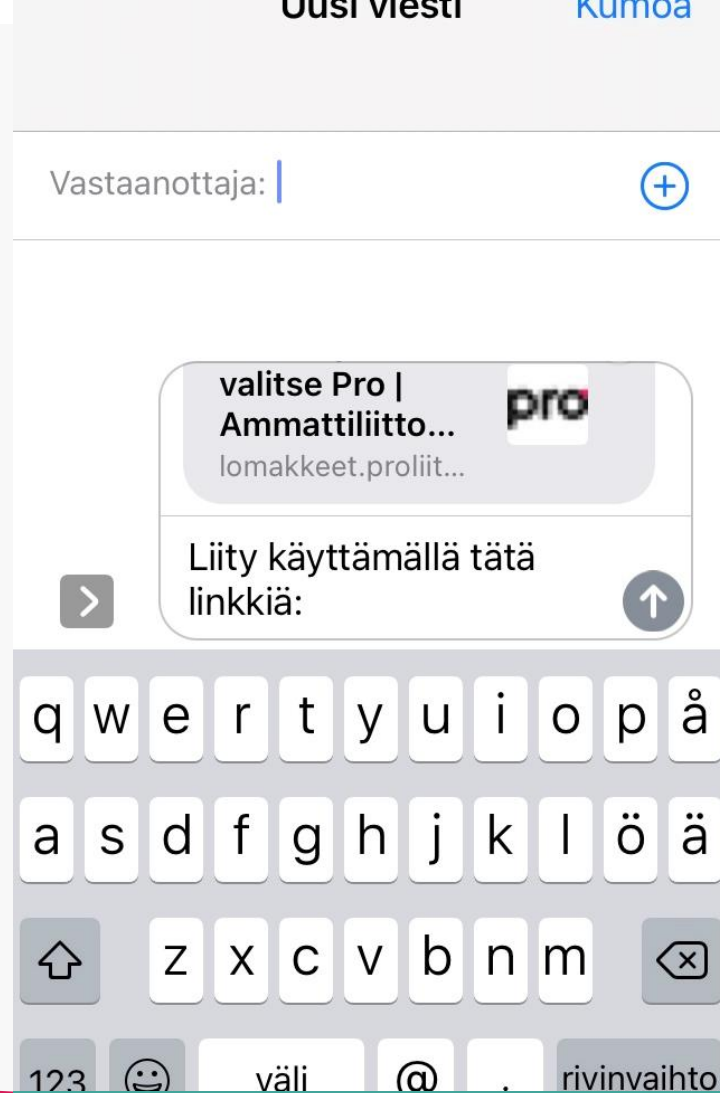 Uusi viesti Kumoa
Vastaanottaja:
valitse Pro | pro
Ammattiliitto...
lomakkeet.proliit...
Liity käyttämällä tätä
linkkiä:
q w e r t y u i o p å
a s d f g h j k l ö ä
z x c v b n m
123 väli @ . rivinvaihto